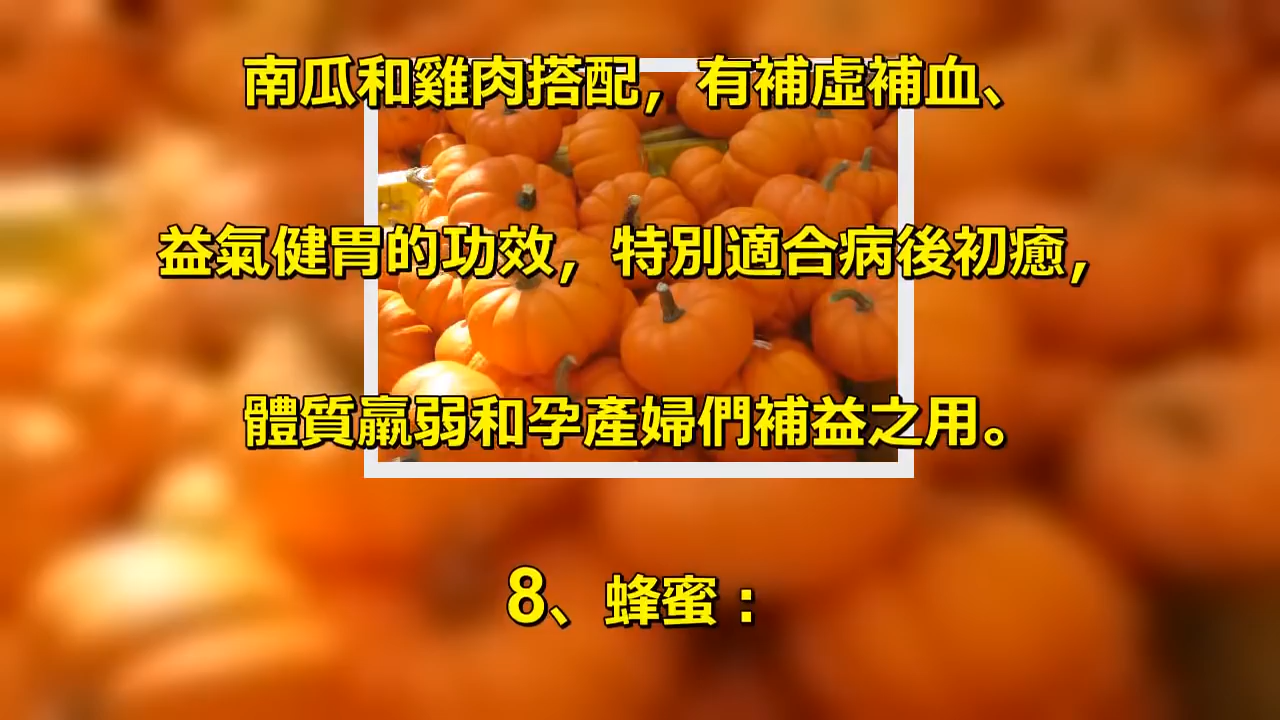 南瓜和雞肉搭配，有補虛補血、
益氣健胃的功效，特別適合病後初癒，
體質羸弱和孕產婦們補益之用。
8、蜂蜜：